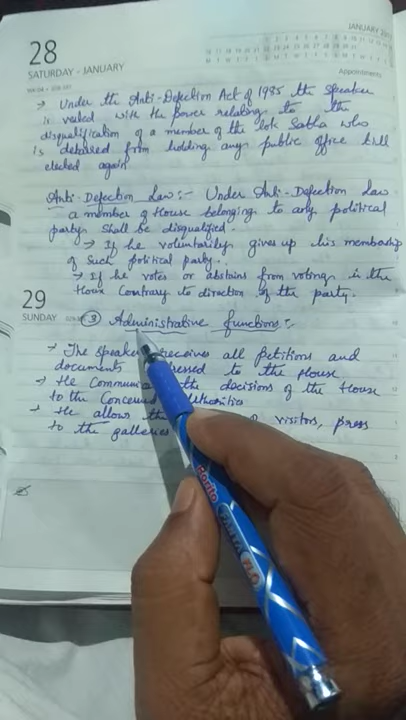 28
SATURDAY - JANUARY
JANUARY
Appointments
→ Under the Anti-Defection Act of 1985 the Speaker
is vested with the Power relating to the
disqualification of a member of the Lok Sabha who
is debarred from holding any public office till
elected again
Anti-Defection Law:- Under Anti-Defection Law
a member of House belonging to any political
party shall be disqualified.
→ If he voluntarily gives up his membership
of such political party.
→ If he votes or abstains from voting in the
House Contrary to direction of the party.
29
SUNDAY
③ Administrative functions:-
→ The Speaker receives all Petitions and
documents to the House
→ He Communi the decisions of the House
to the Concerned
→ He allows the visitors, press
to the galleries